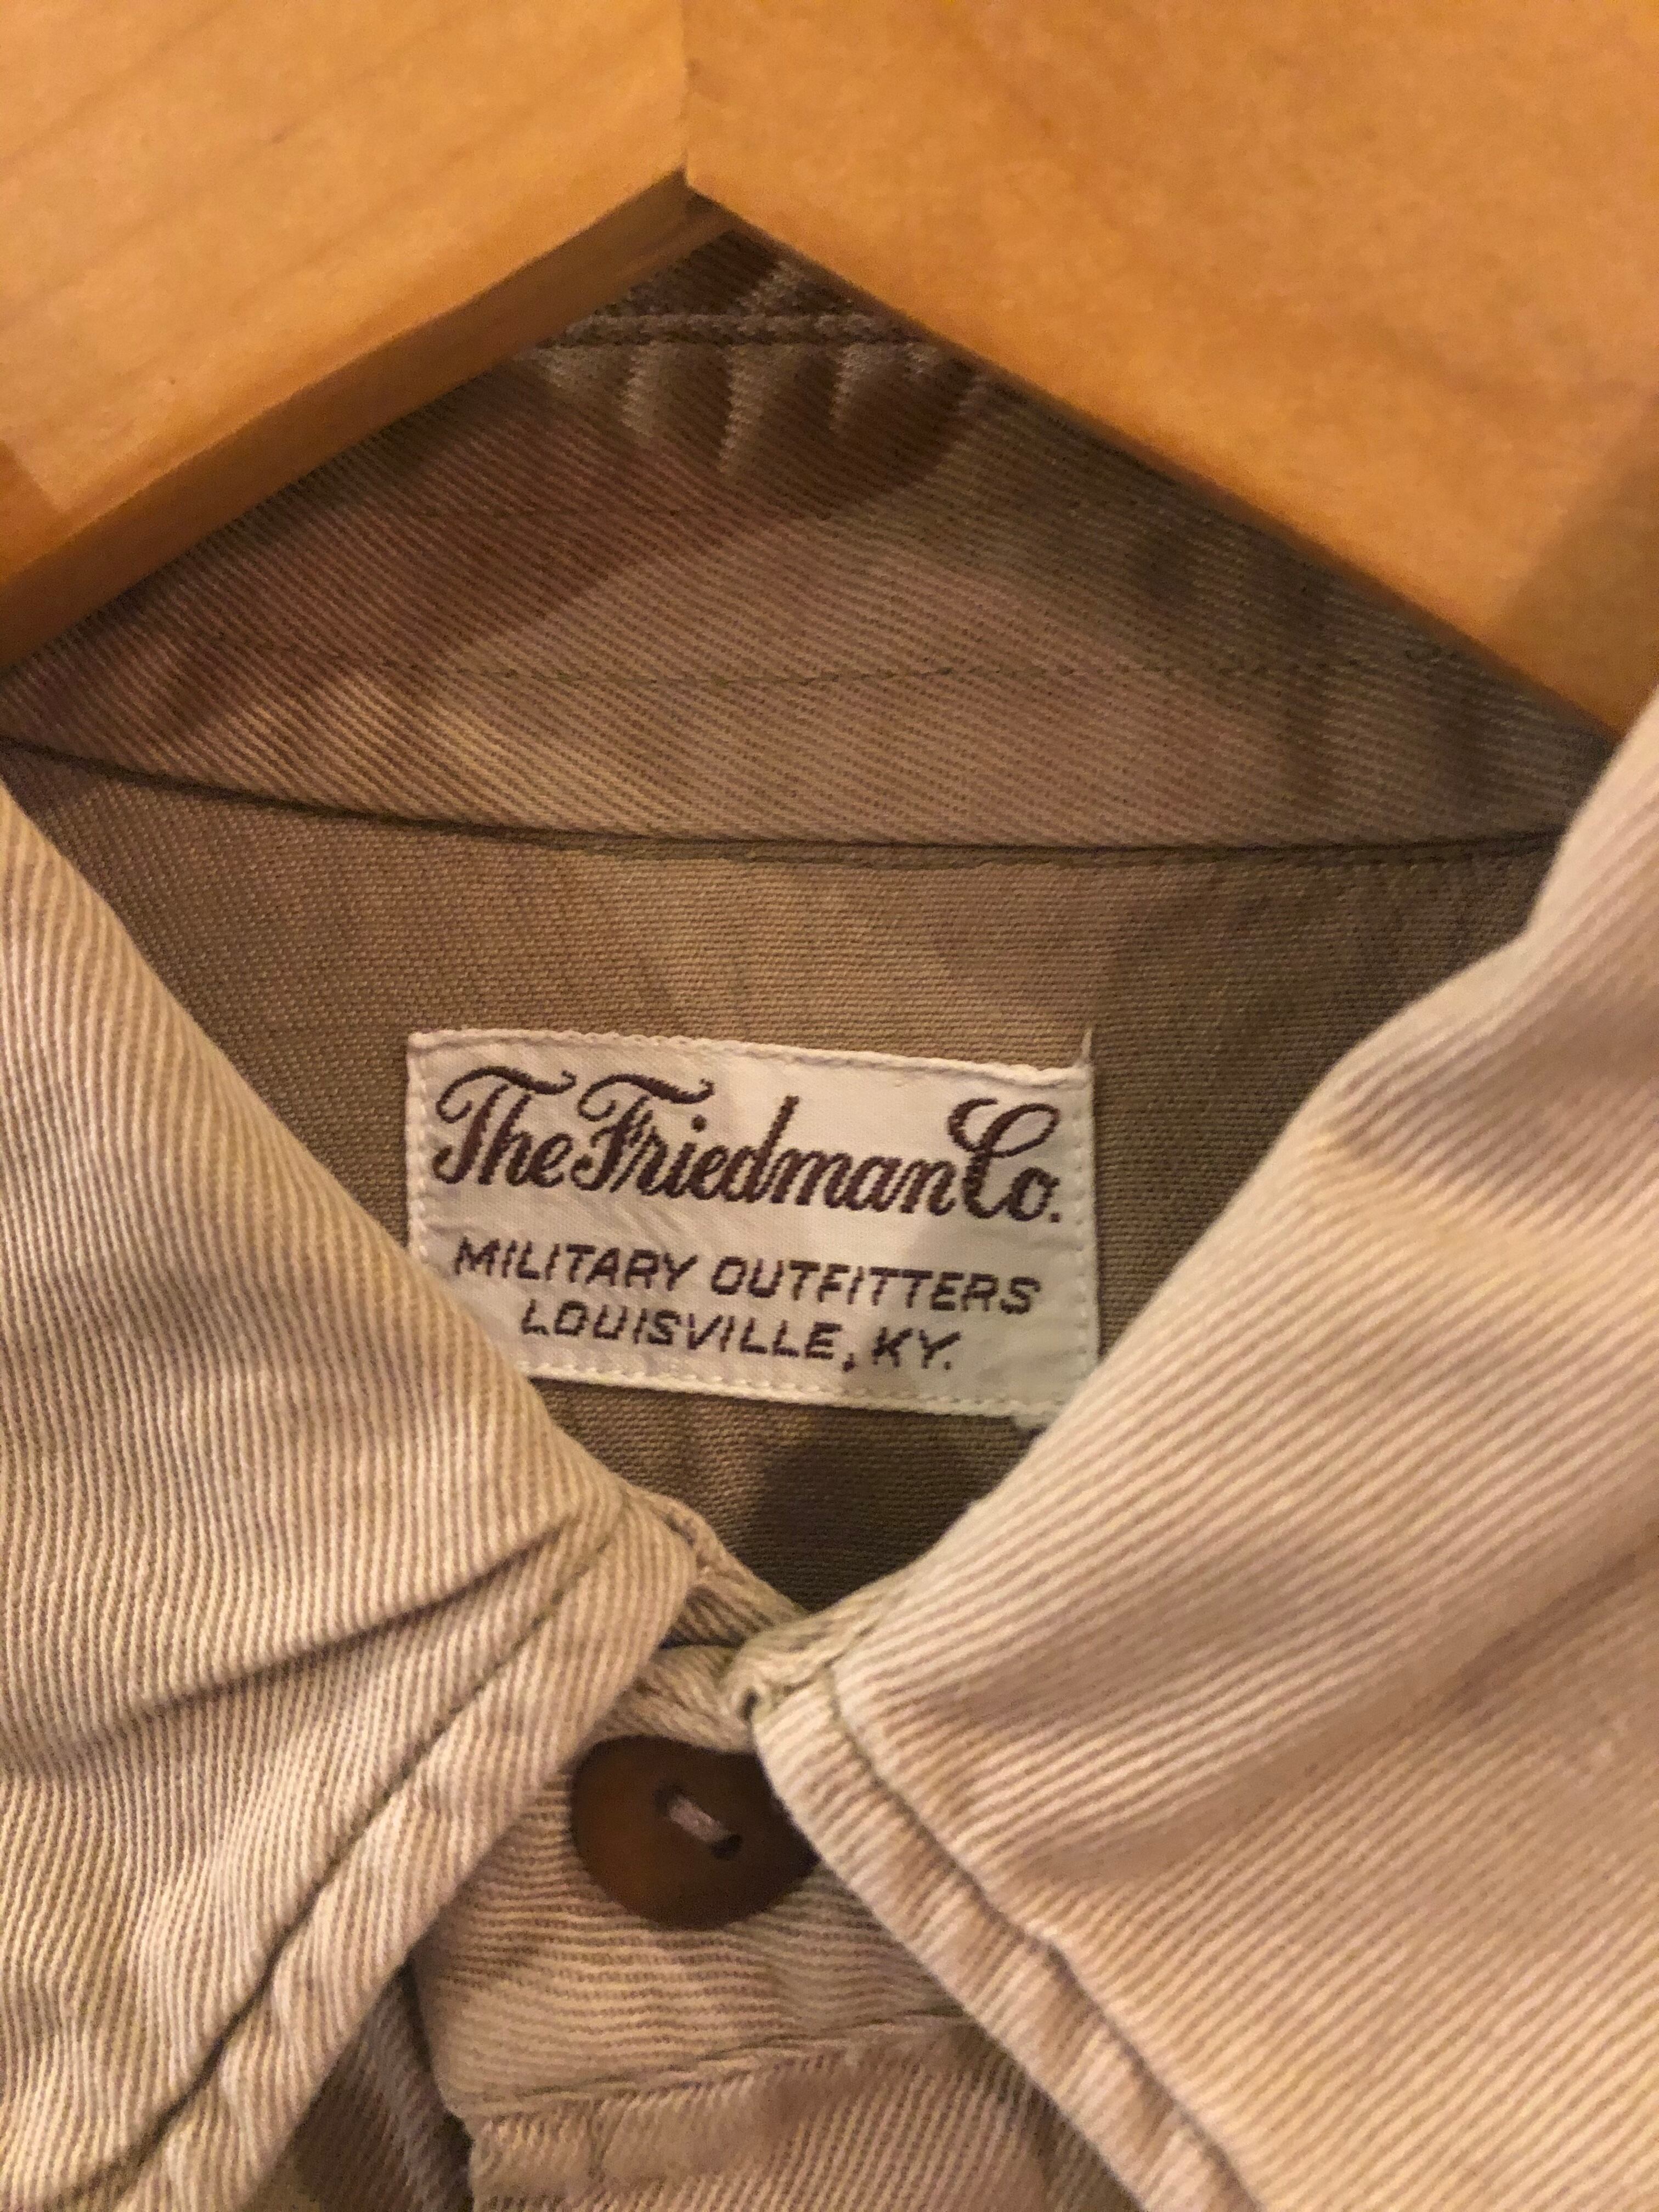 The Friedman Co.
MILITARY OUTFITTERS
LOUISVILLE, KY.